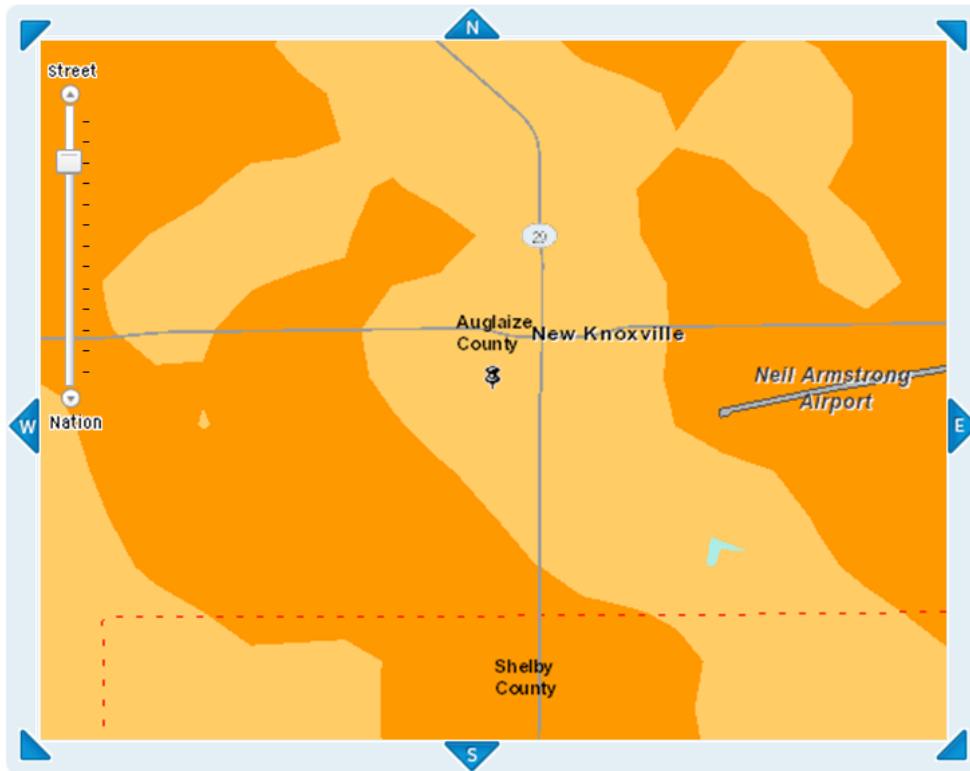 N
Street
29
Auglaize
County
New Knoxville
Neil Armstrong
Airport
W
Nation
E
Shelby
County
S